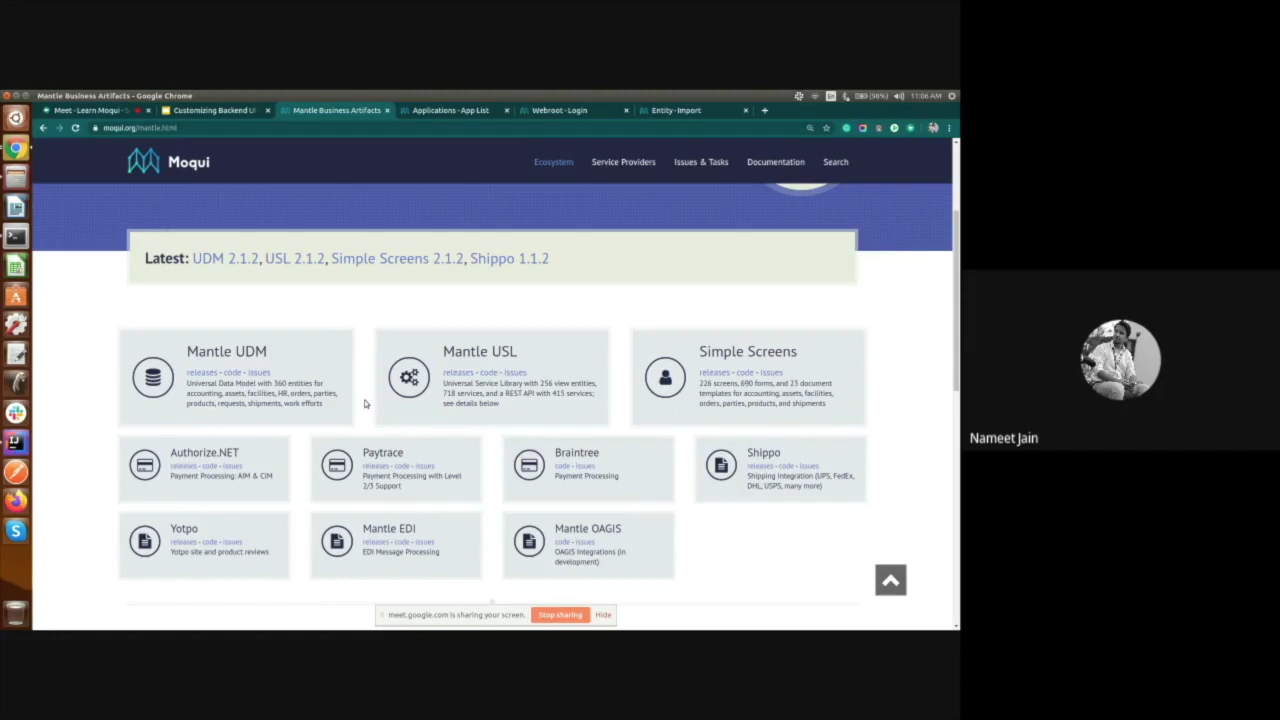 Mantle Business Artifacts - Google Chrome
(98%) 11:06 AM
Meet - Learn Moqui - S
Customizing Backend UI
Mantle Business Artifacts
Applications - App List
Webroot - Login
Entity - Import
moqui.org/mantle.html
Moqui
Ecosystem
Service Providers
Issues & Tasks
Documentation
Search
Latest: UDM 2.1.2, USL 2.1.2, Simple Screens 2.1.2, Shippo 1.1.2
Mantle UDM
releases - code - issues
Universal Data Model with 360 entities for
accounting, assets, facilities, HR, orders, parties,
products, requests, shipments, work efforts
Mantle USL
releases - code - issues
Universal Service Library with 256 view entities,
718 services, and a REST API with 415 services;
see details below
Simple Screens
releases - code - issues
226 screens, 690 forms, and 23 document
templates for accounting, assets, facilities,
orders, parties, products, and shipments
Authorize.NET
releases - code - issues
Payment Processing: AIM & CIM
Paytrace
releases - code - issues
Payment Processing with Level
2/3 Support
Braintree
code - issues
Payment Processing
Shippo
releases - code - issues
Shipping Integration (UPS, FedEx,
DHL, USPS, many more)
Yotpo
releases - code - issues
Yotpo site and product reviews
Mantle EDI
releases - code - issues
EDI Message Processing
Mantle OAGIS
code - issues
OAGIS Integrations (in
development)
meet.google.com is sharing your screen.
Stop sharing
Hide
Nameet Jain